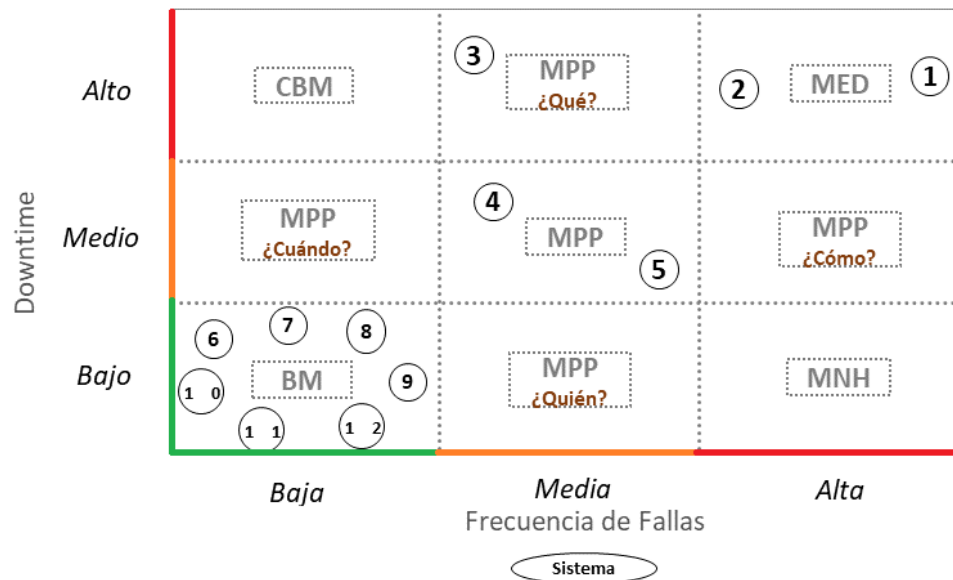 Alto
CBM
3
MPP
¿Qué?
2
MED
1
Downtime
Medio
MPP
¿Cuándo?
4
MPP
5
MPP
¿Cómo?
Bajo
6
7
8
BM
9
1 0
1 1
1 2
MPP
¿Quién?
MNH
Baja
Media
Alta
Frecuencia de Fallas
Sistema